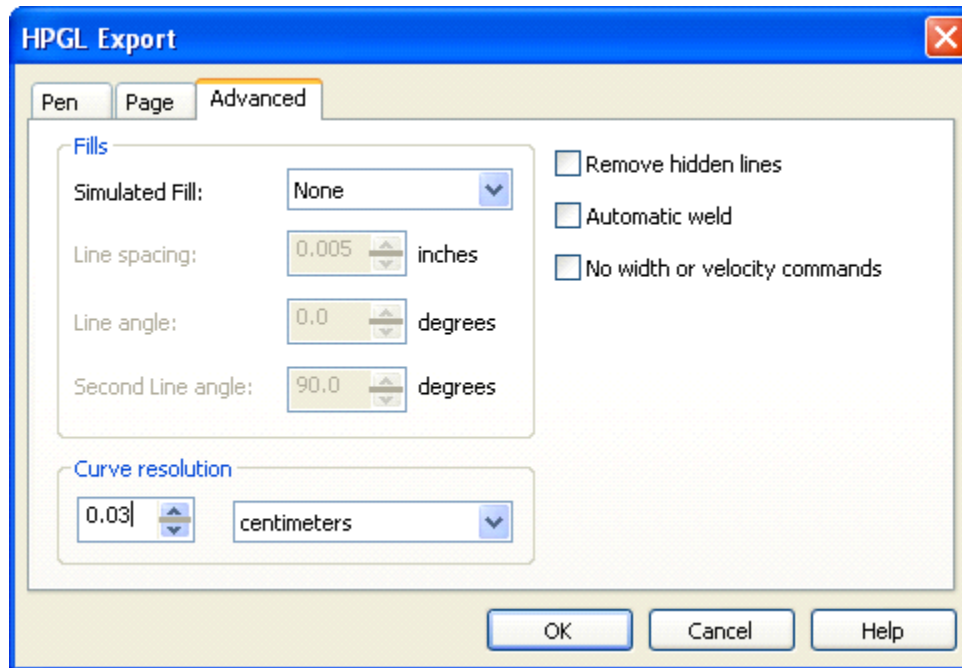 HPGL Export
Pen Page Advanced
Fills
Simulated Fill: None
Line spacing: 0.005 inches
Line angle: 0.0 degrees
Second Line angle: 90.0 degrees
Remove hidden lines
Automatic weld
No width or velocity commands
Curve resolution
0.03 centimeters
OK Cancel Help